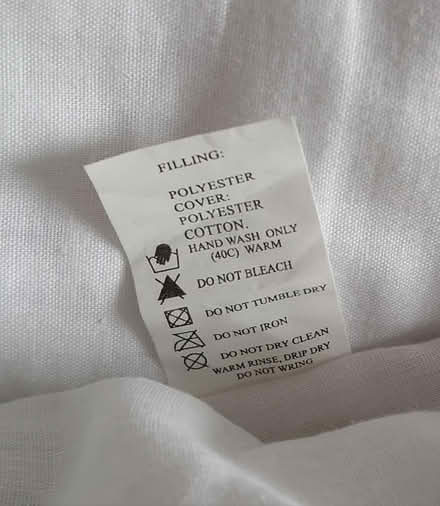 FILLING:
POLYESTER
COVER:
POLYESTER
COTTON.
HAND WASH ONLY
(40C) WARM
DO NOT BLEACH
DO NOT TUMBLE DRY
DO NOT IRON
DO NOT DRY CLEAN
WARM RINSE, DRIP DRY
DO NOT WRING